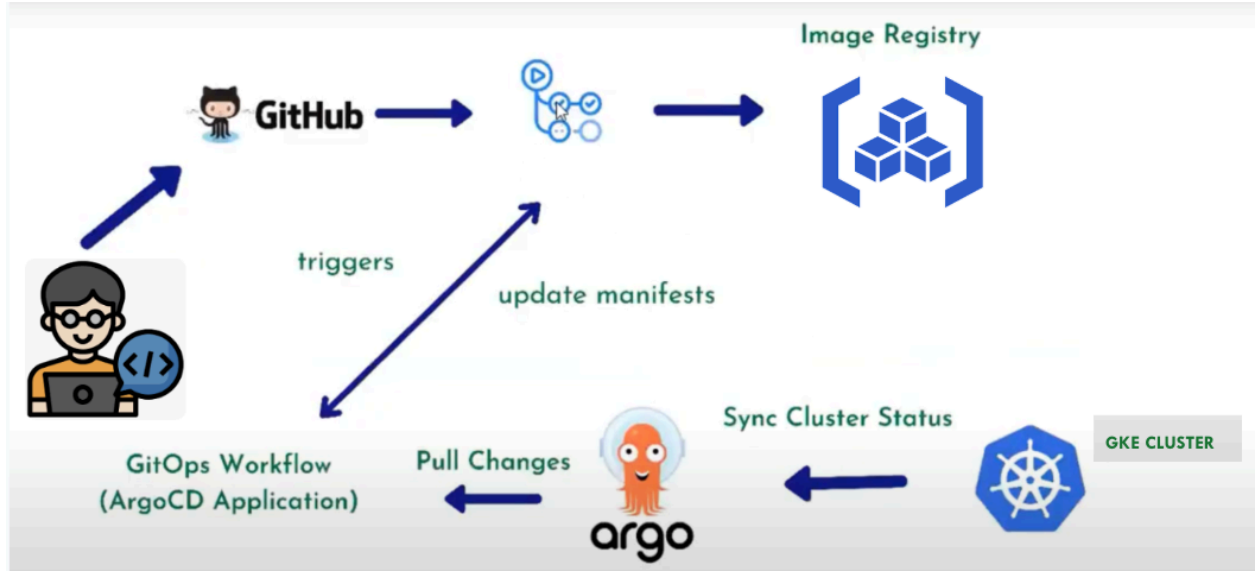 Image Registry
GitHub
triggers
update manifests
</>
Sync Cluster Status
GKE CLUSTER
GitOps Workflow
(ArgoCD Application)
Pull Changes
argo